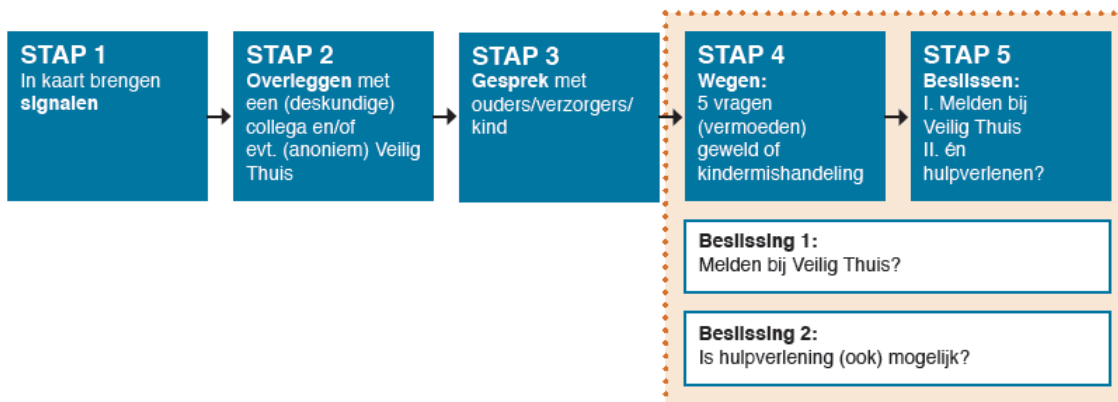 STAP 1
In kaart brengen
signalen
STAP 2
Overleggen met
een (deskundige)
collega en/of
evt. (anoniem) Veilig
Thuis
STAP 3
Gesprek met
ouders/verzorgers/
kind
STAP 4
Wegen:
5 vragen
(vermoeden)
geweld of
kindermishandeling
STAP 5
Beslissen:
I. Melden bij
Veilig Thuis
II. én
hulpverlenen?
Beslissing 1:
Melden bij Veilig Thuis?
Beslissing 2:
Is hulpverlening (ook) mogelijk?